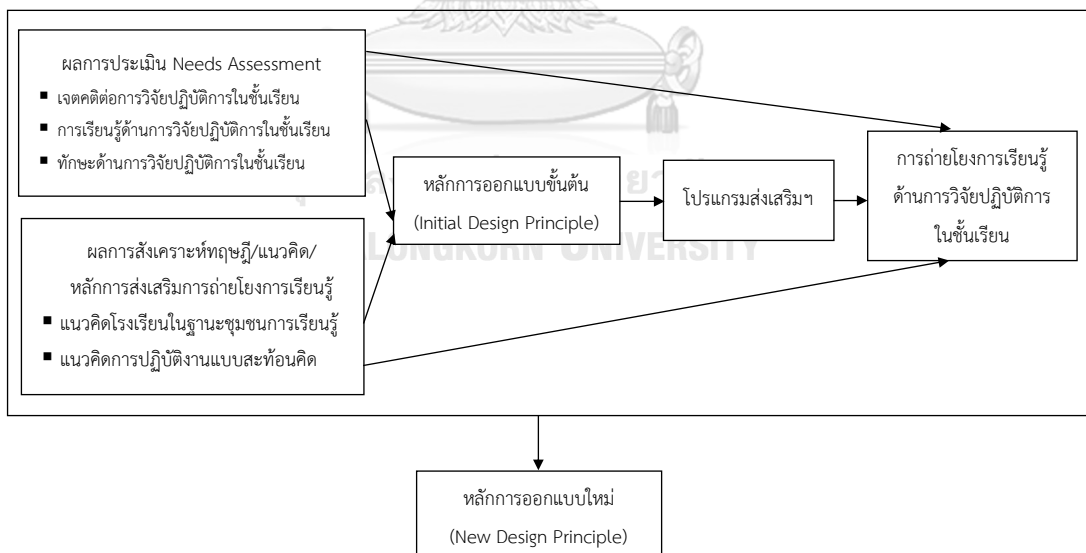 ผลการประเมิน Needs Assessment
▪ เจตคติต่อการวิจัยปฏิบัติการในชั้นเรียน
▪ การเรียนรู้ด้านการวิจัยปฏิบัติการในชั้นเรียน
▪ ทักษะด้านการวิจัยปฏิบัติการในชั้นเรียน
ผลการสังเคราะห์ทฤษฎี/แนวคิด/
หลักการส่งเสริมการถ่ายโยงการเรียนรู้
▪ แนวคิดโรงเรียนในฐานะชุมชนการเรียนรู้
▪ แนวคิดการปฏิบัติงานแบบสะท้อนคิด
หลักการออกแบบขั้นต้น
(Initial Design Principle)
โปรแกรมส่งเสริมฯ
การถ่ายโยงการเรียนรู้
ด้านการวิจัยปฏิบัติการ
ในชั้นเรียน
UNIVERSITY
หลักการออกแบบใหม่
(New Design Principle)